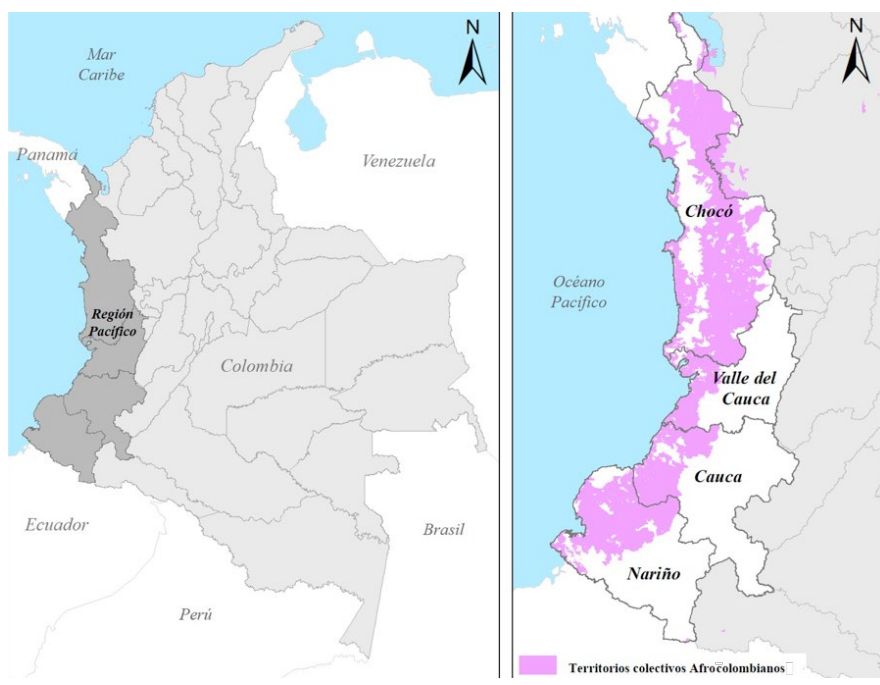 N
Mar
Caribe
Panamá
Venezuela
Región
Pacífico
Colombia
Ecuador
Brasil
Perú
N
Chocó
Océano
Pacífico
Valle del
Cauca
Cauca
Nariño
Territorios colectivos Afrocolombianos